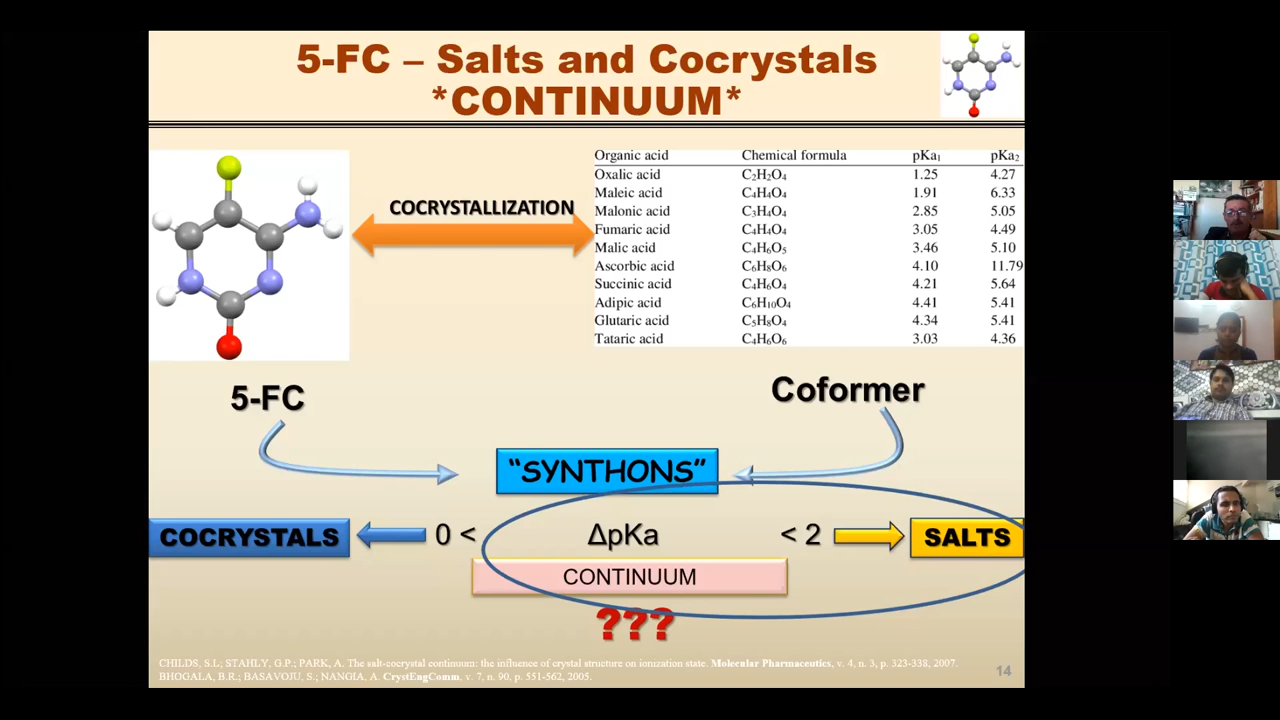 5-FC – Salts and Cocrystals
*CONTINUUM*
COCRYSTALLIZATION
Organic acid Chemical formula pKa₁ pKa₂
Oxalic acid C₂H₂O₄ 1.25 4.27
Maleic acid C₄H₄O₄ 1.91 6.33
Malonic acid C₃H₄O₄ 2.85 5.05
Fumaric acid C₄H₄O₄ 3.05 4.49
Malic acid C₄H₆O₅ 3.46 5.10
Ascorbic acid C₆H₈O₆ 4.10 11.79
Succinic acid C₄H₆O₄ 4.21 5.64
Adipic acid C₆H₁₀O₄ 4.41 5.41
Glutaric acid C₅H₈O₄ 4.34 5.41
Tataric acid C₄H₆O₆ 3.03 4.36
5-FC
Coformer
“SYNTHONS”
COCRYSTALS 0 < ΔpKa < 2 SALTS
CONTINUUM
???
CHILDS, S.L; STAHLY, G.P.; PARK, A. The salt-cocrystal continuum: the influence of crystal structure on ionization state. Molecular Pharmaceutics, v. 4, n. 3, p. 323-338, 2007.
BHOGALA, B.R.; BASAVOJU, S.; NANGIA, A. CrystEngComm, v. 7, n. 90, p. 551-562, 2005.
14